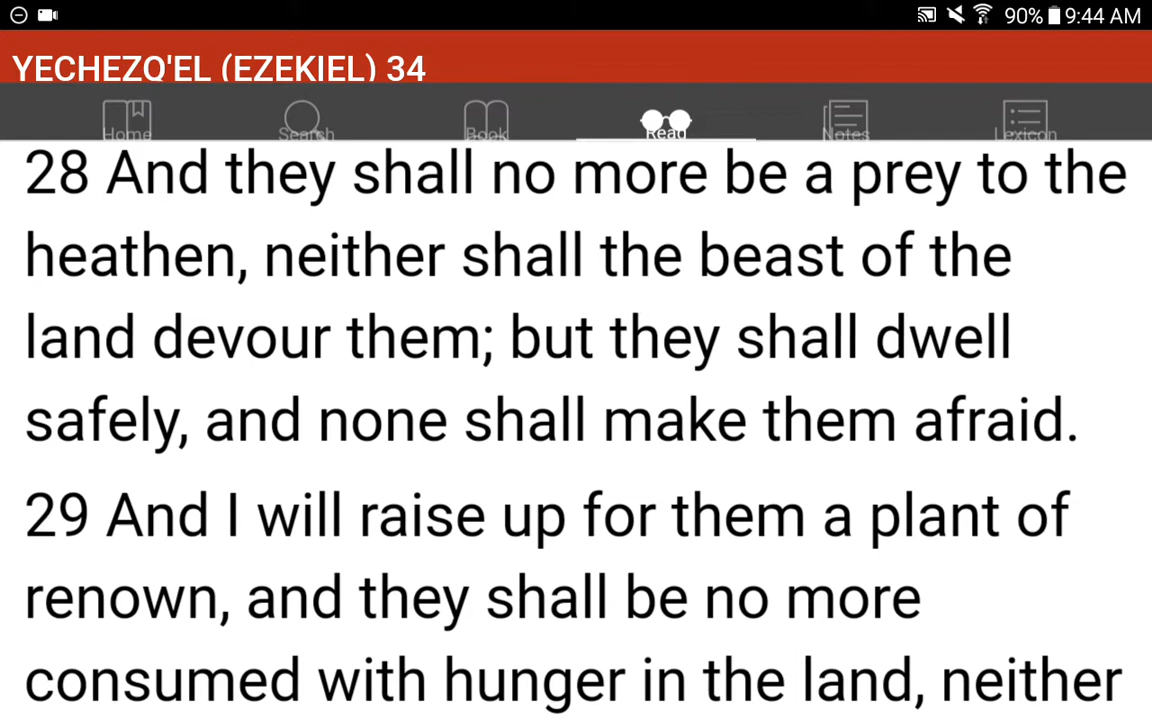 90% 9:44 AM
YECHEZQ'EL (EZEKIEL) 34
Home Search Book Read Notes Lexicon
28 And they shall no more be a prey to the
heathen, neither shall the beast of the
land devour them; but they shall dwell
safely, and none shall make them afraid.
29 And I will raise up for them a plant of
renown, and they shall be no more
consumed with hunger in the land, neither